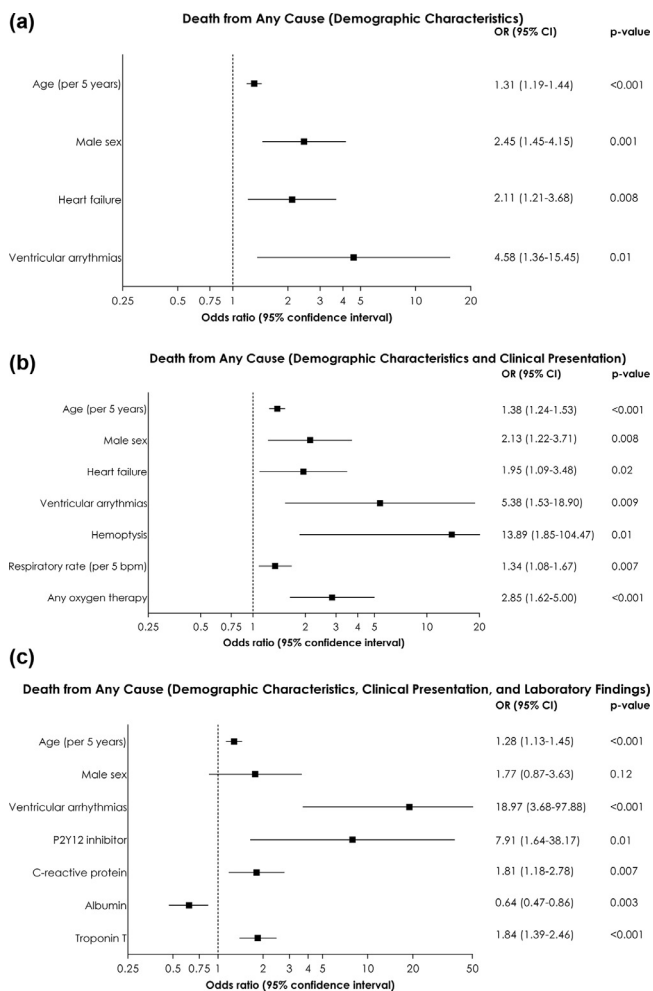 (a)
Death from Any Cause (Demographic Characteristics)
OR (95% CI) p-value
Age (per 5 years) 1.31 (1.19-1.44) <0.001
Male sex 2.45 (1.45-4.15) 0.001
Heart failure 2.11 (1.21-3.68) 0.008
Ventricular arrythmias 4.58 (1.36-15.45) 0.01
0.25 0.5 0.75 1 2 3 4 5 10 20
Odds ratio (95% confidence interval)
(b)
Death from Any Cause (Demographic Characteristics and Clinical Presentation)
OR (95% CI) p-value
Age (per 5 years) 1.38 (1.24-1.53) <0.001
Male sex 2.13 (1.22-3.71) 0.008
Heart failure 1.95 (1.09-3.48) 0.02
Ventricular arrythmias 5.38 (1.53-18.90) 0.009
Hemoptysis 13.89 (1.85-104.47) 0.01
Respiratory rate (per 5 bpm) 1.34 (1.08-1.67) 0.007
Any oxygen therapy 2.85 (1.62-5.00) <0.001
0.25 0.5 0.75 1 2 3 4 5 10 20
Odds ratio (95% confidence interval)
(c)
Death from Any Cause (Demographic Characteristics, Clinical Presentation, and Laboratory Findings)
OR (95% CI) p-value
Age (per 5 years) 1.28 (1.13-1.45) <0.001
Male sex 1.77 (0.87-3.63) 0.12
Ventricular arrhythmias 18.97 (3.68-97.88) <0.001
P2Y12 inhibitor 7.91 (1.64-38.17) 0.01
C-reactive protein 1.81 (1.18-2.78) 0.007
Albumin 0.64 (0.47-0.86) 0.003
Troponin T 1.84 (1.39-2.46) <0.001
0.25 0.5 0.75 1 2 3 4 5 10 20 50
Odds ratio (95% confidence interval)